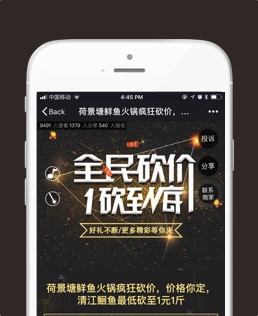 中国移动 4:45 PM
Back 荷景塘鲜鱼火锅疯狂砍价，...
9491 人查看 1379 人分享 540 人报名
投诉
分享
联系
商家
全民砍价
1砍到嗨
好礼不断/更多精彩等你来
荷景塘鲜鱼火锅疯狂砍价，价格你定，
清江鮰鱼最低砍至1元1斤